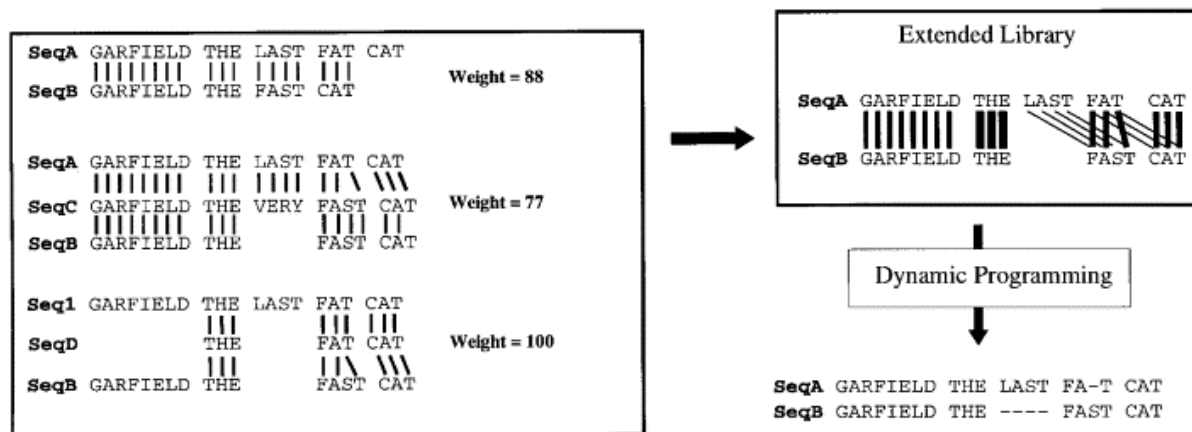 SeqA GARFIELD THE LAST FAT CAT
Weight = 88
SeqB GARFIELD THE FAST CAT
SeqA GARFIELD THE LAST FAT CAT
SeqC GARFIELD THE VERY FAST CAT
Weight = 77
SeqB GARFIELD THE FAST CAT
Seq1 GARFIELD THE LAST FAT CAT
SeqD THE FAT CAT
Weight = 100
SeqB GARFIELD THE FAST CAT
Extended Library
SeqA GARFIELD THE LAST FAT CAT
SeqB GARFIELD THE FAST CAT
Dynamic Programming
SeqA GARFIELD THE LAST FA-T CAT
SeqB GARFIELD THE ---- FAST CAT